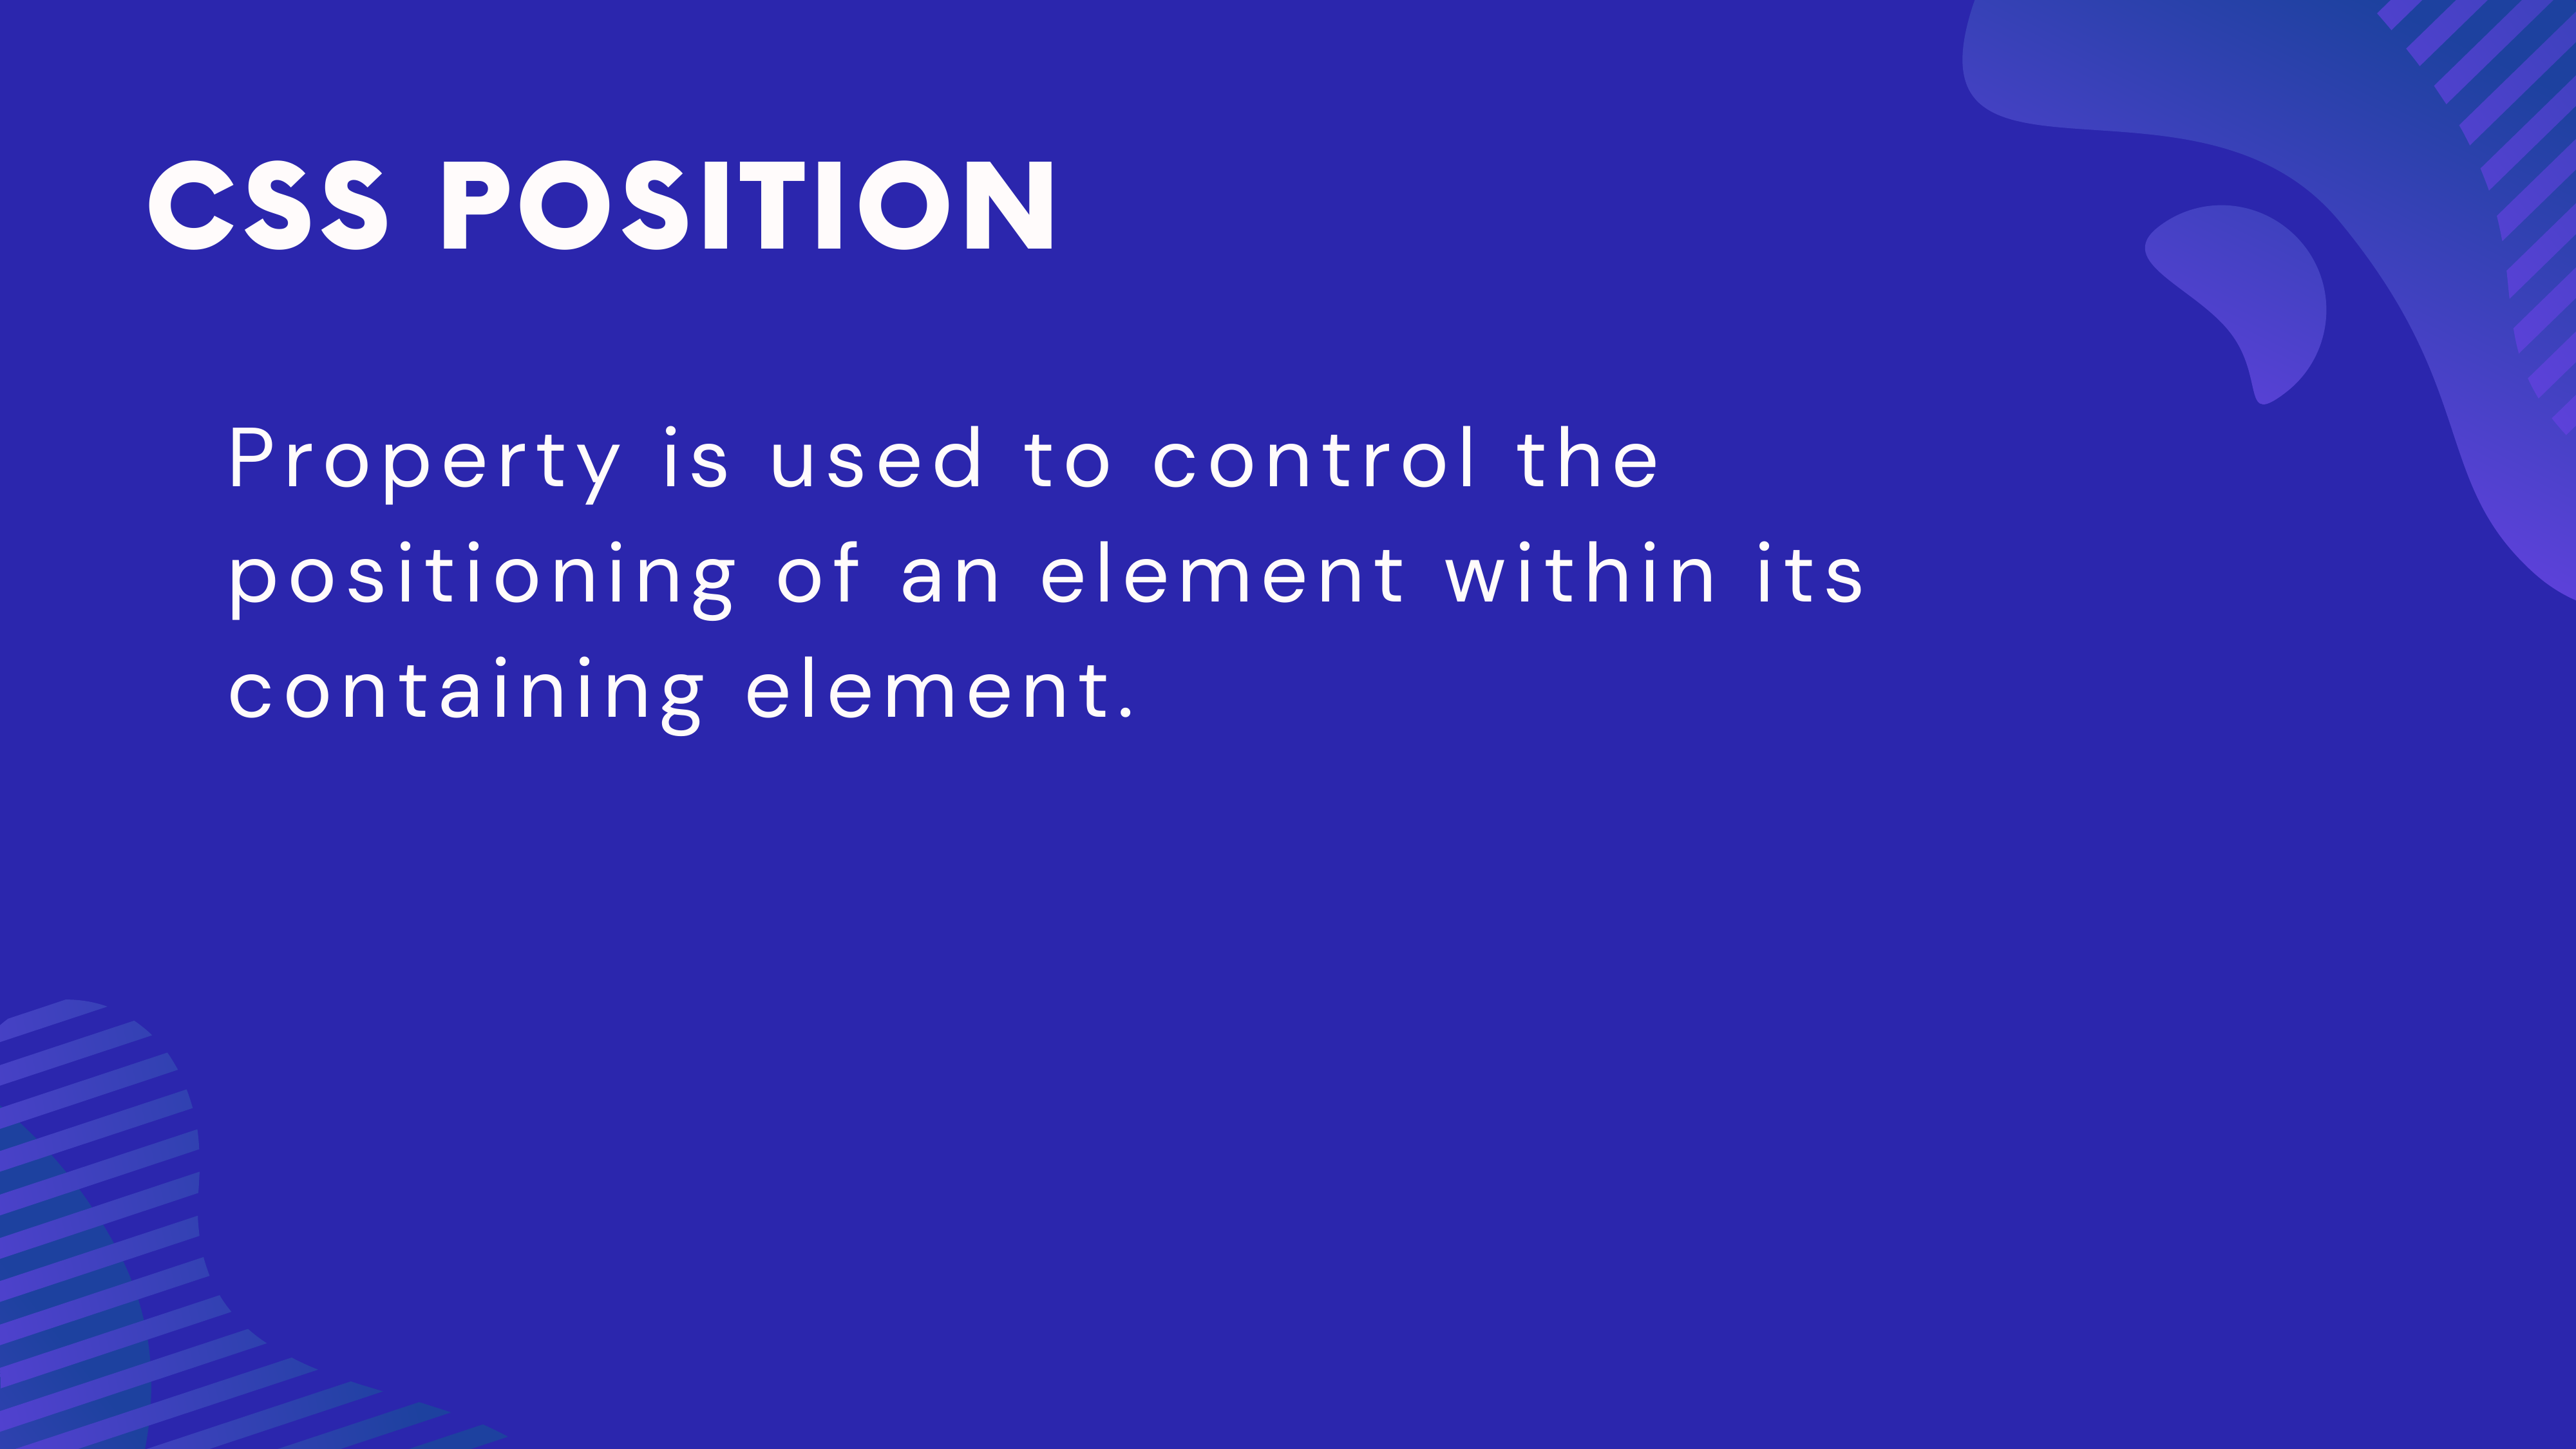 CSS POSITION
Property is used to control the
positioning of an element within its
containing element.